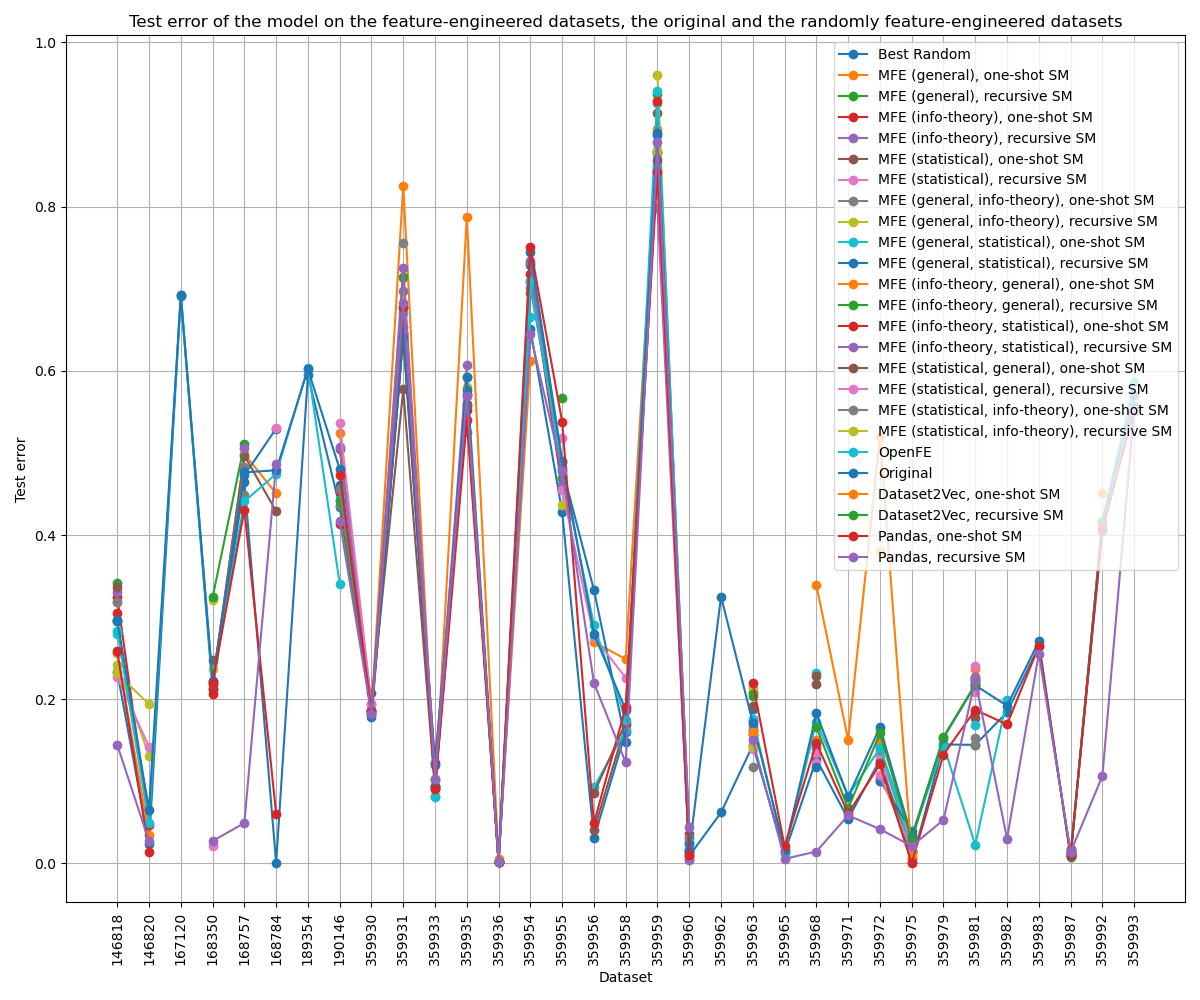 Test error of the model on the feature-engineered datasets, the original and the randomly feature-engineered datasets
1.0
0.8
0.6
0.4
0.2
0.0
Test error
Best Random
MFE (general), one-shot SM
MFE (general), recursive SM
MFE (info-theory), one-shot SM
MFE (info-theory), recursive SM
MFE (statistical), one-shot SM
MFE (statistical), recursive SM
MFE (general, info-theory), one-shot SM
MFE (general, info-theory), recursive SM
MFE (general, statistical), one-shot SM
MFE (general, statistical), recursive SM
MFE (info-theory, general), one-shot SM
MFE (info-theory, general), recursive SM
MFE (info-theory, statistical), one-shot SM
MFE (info-theory, statistical), recursive SM
MFE (statistical, general), one-shot SM
MFE (statistical, general), recursive SM
MFE (statistical, info-theory), one-shot SM
MFE (statistical, info-theory), recursive SM
OpenFE
Original
Dataset2Vec, one-shot SM
Dataset2Vec, recursive SM
Pandas, one-shot SM
Pandas, recursive SM
146818
146820
167120
168350
168757
168784
189354
190146
359930
359931
359933
359935
359936
359954
359955
359956
359958
359959
359960
359962
359963
359965
359968
359971
359972
359975
359979
359981
359982
359983
359987
359992
359993
Dataset